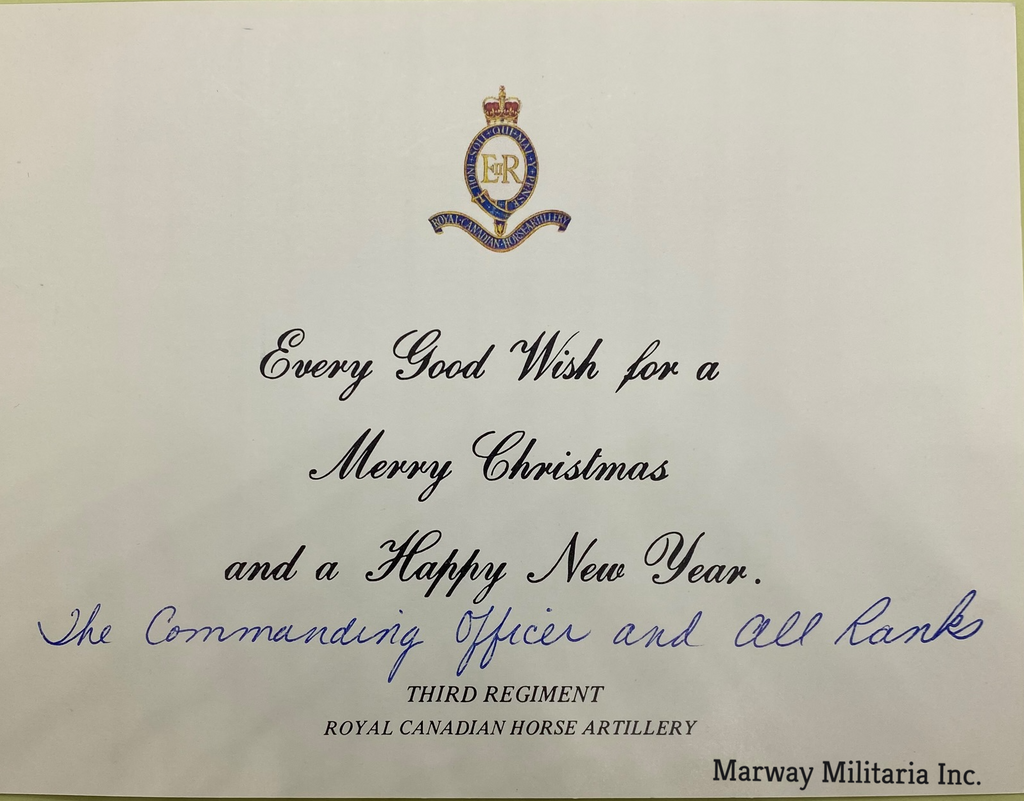 HONI·SOIT·QUI·MAL·Y·PENSE
EIIR
ROYAL·CANADIAN·HORSE·ARTILLERY
Every Good Wish for a
Merry Christmas
and a Happy New Year.
The Commanding Officer and All Ranks
THIRD REGIMENT
ROYAL CANADIAN HORSE ARTILLERY
Marway Militaria Inc.